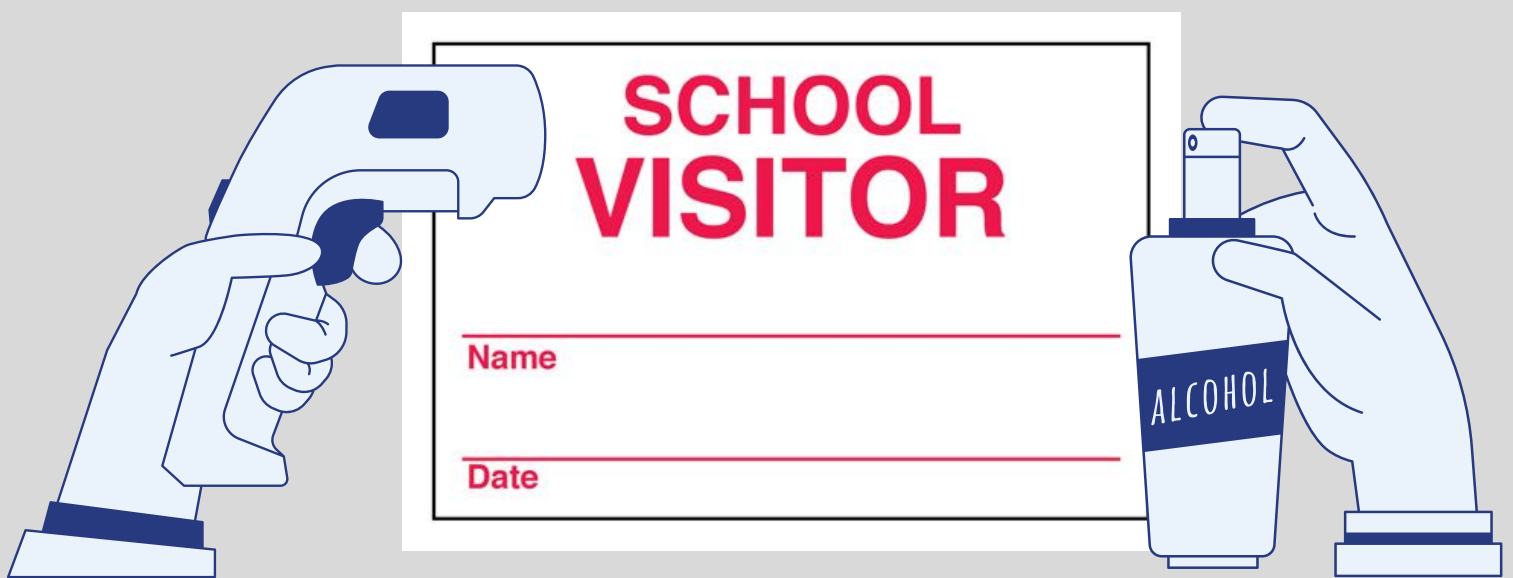 SCHOOL
VISITOR
Name
Date
ALCOHOL